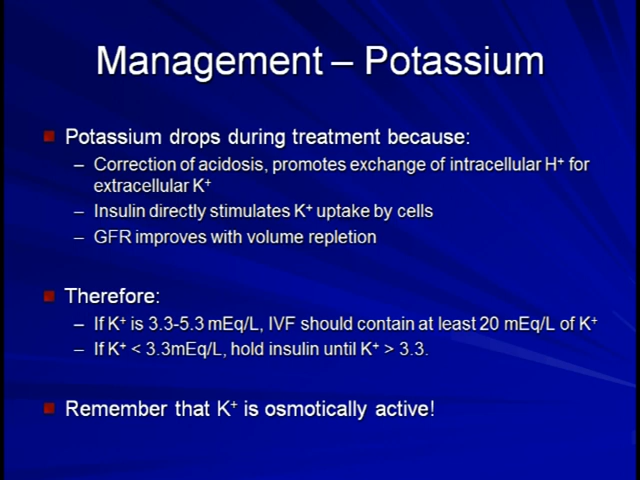 Management – Potassium
Potassium drops during treatment because:
– Correction of acidosis, promotes exchange of intracellular H⁺ for
extracellular K⁺
– Insulin directly stimulates K⁺ uptake by cells
– GFR improves with volume repletion
Therefore:
– If K⁺ is 3.3-5.3 mEq/L, IVF should contain at least 20 mEq/L of K⁺
– If K⁺ < 3.3mEq/L, hold insulin until K⁺ > 3.3.
Remember that K⁺ is osmotically active!